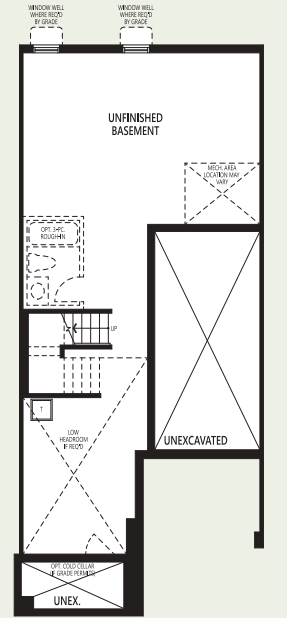 WINDOW WELL
WHERE REQ'D
BY GRADE
WINDOW WELL
WHERE REQ'D
BY GRADE
UNFINISHED
BASEMENT
MECH. AREA
LOCATION MAY
VARY
OPT. 3-PC.
ROUGH-IN
UP
T
LOW
HEADROOM
IF REQ'D
UNEXCAVATED
OPT. COLD CELLAR
(IF GRADE PERMITS)
UNEX.